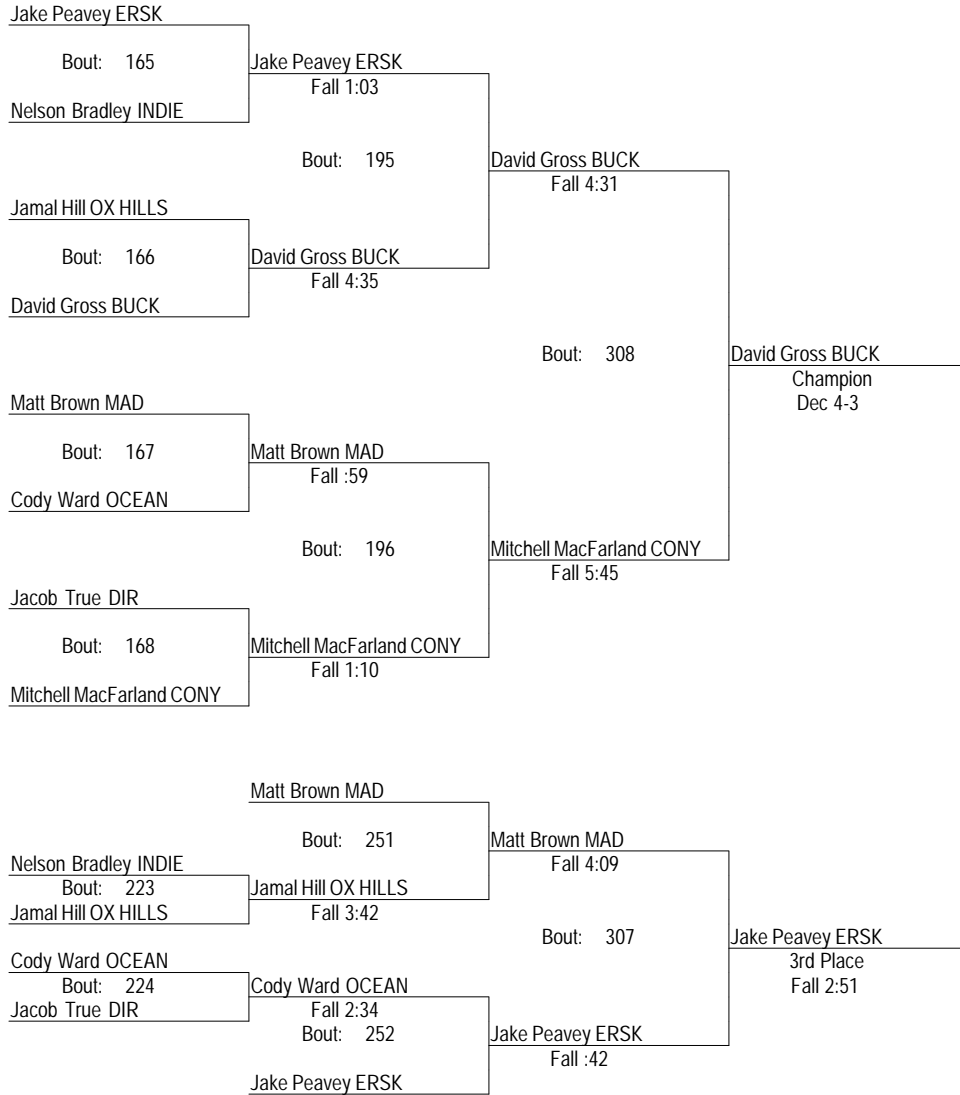 Jake Peavey ERSK
Bout: 165
Jake Peavey ERSK
Fall 1:03
Nelson Bradley INDIE
Bout: 195
David Gross BUCK
Fall 4:31
Jamal Hill OX HILLS
Bout: 166
David Gross BUCK
Fall 4:35
David Gross BUCK
Bout: 308
David Gross BUCK
Champion
Dec 4-3
Matt Brown MAD
Bout: 167
Matt Brown MAD
Fall :59
Cody Ward OCEAN
Bout: 196
Mitchell MacFarland CONY
Fall 5:45
Jacob True DIR
Bout: 168
Mitchell MacFarland CONY
Fall 1:10
Mitchell MacFarland CONY
Matt Brown MAD
Bout: 251
Matt Brown MAD
Fall 4:09
Nelson Bradley INDIE
Bout: 223
Jamal Hill OX HILLS
Fall 3:42
Jamal Hill OX HILLS
Bout: 307
Jake Peavey ERSK
3rd Place
Fall 2:51
Cody Ward OCEAN
Bout: 224
Cody Ward OCEAN
Fall 2:34
Jacob True DIR
Bout: 252
Jake Peavey ERSK
Fall :42
Jake Peavey ERSK